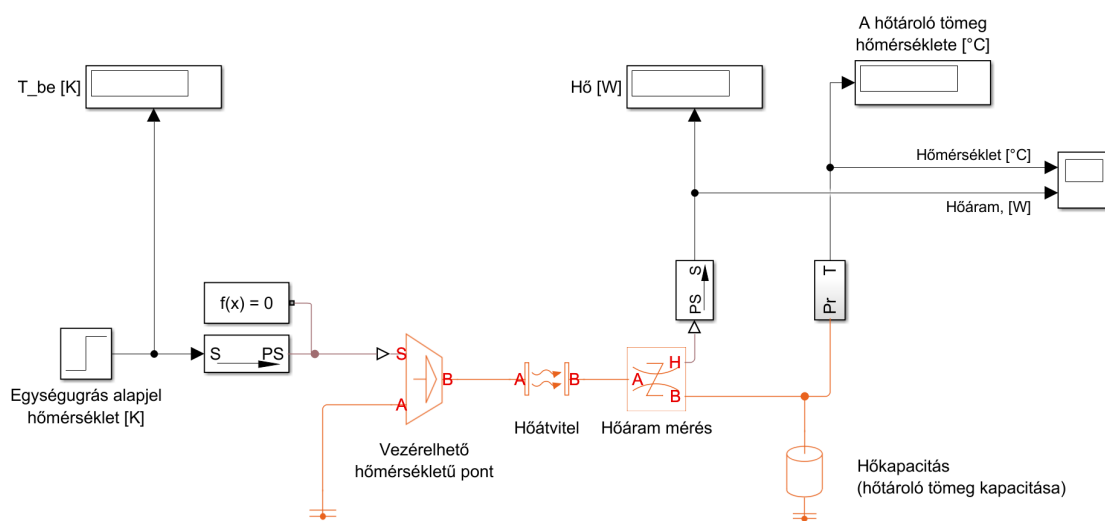 A hőtároló tömeg
hőmérséklete [°C]
T_be [K]
Hő [W]
Hőmérséklet [°C]
Hőáram, [W]
PS S
Pr T
f(x) = 0
S PS
S
A
B
A
B
A
H
B
Egységugrás alapjel
hőmérséklet [K]
Vezérelhető
hőmérsékletű pont
Hőátvitel
Hőáram mérés
Hőkapacitás
(hőtároló tömeg kapacitása)